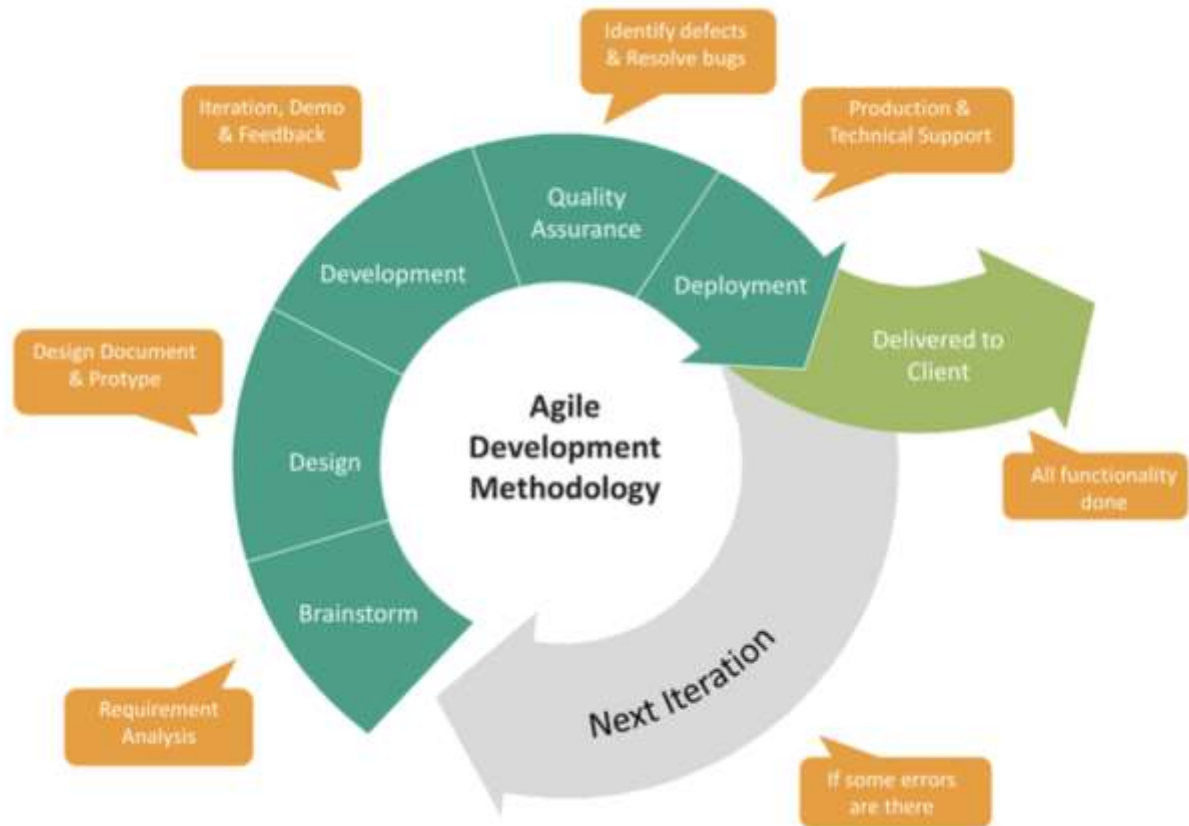 Identify defects
& Resolve bugs
Iteration, Demo
& Feedback
Production &
Technical Support
Quality
Assurance
Development
Deployment
Delivered to
Client
Design Document
& Protype
Agile
Development
Methodology
Design
All functionality
done
Brainstorm
Next Iteration
Requirement
Analysis
If some errors
are there